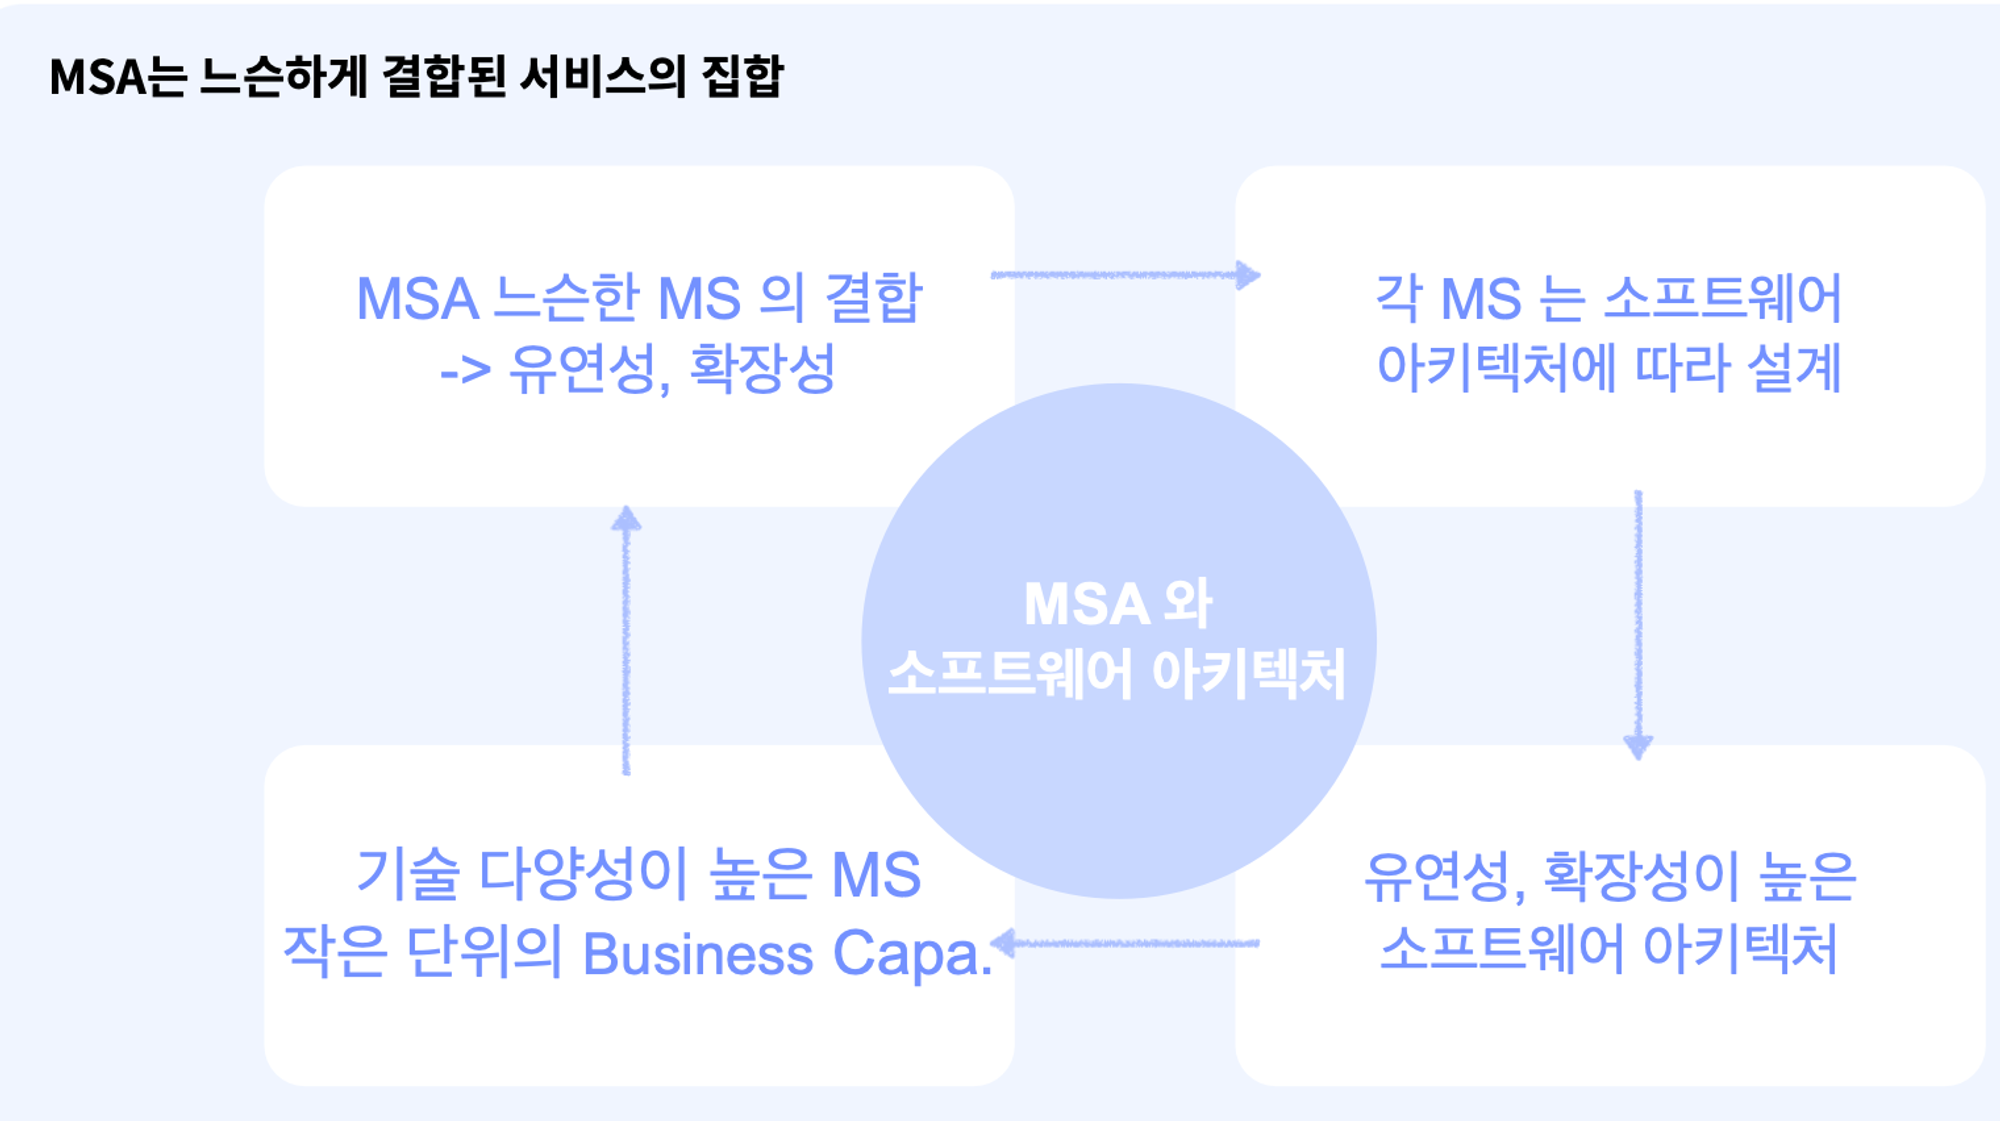 MSA는 느슨하게 결합된 서비스의 집합
MSA 느슨한 MS 의 결합
-> 유연성, 확장성
각 MS 는 소프트웨어
아키텍처에 따라 설계
MSA 와
소프트웨어 아키텍처
기술 다양성이 높은 MS
작은 단위의 Business Capa.
유연성, 확장성이 높은
소프트웨어 아키텍처